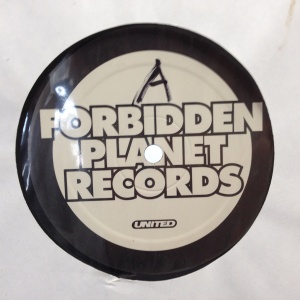 A
FORBIDDEN
PLANET
RECORDS
UNITED